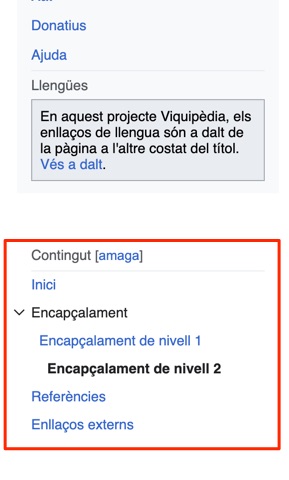 Donatius
Ajuda
Llengües
En aquest projecte Viquipèdia, els
enllaços de llengua són a dalt de
la pàgina a l'altre costat del títol.
Vés a dalt.
Contingut [amaga]
Inici
Encapçalament
Encapçalament de nivell 1
Encapçalament de nivell 2
Referències
Enllaços externs